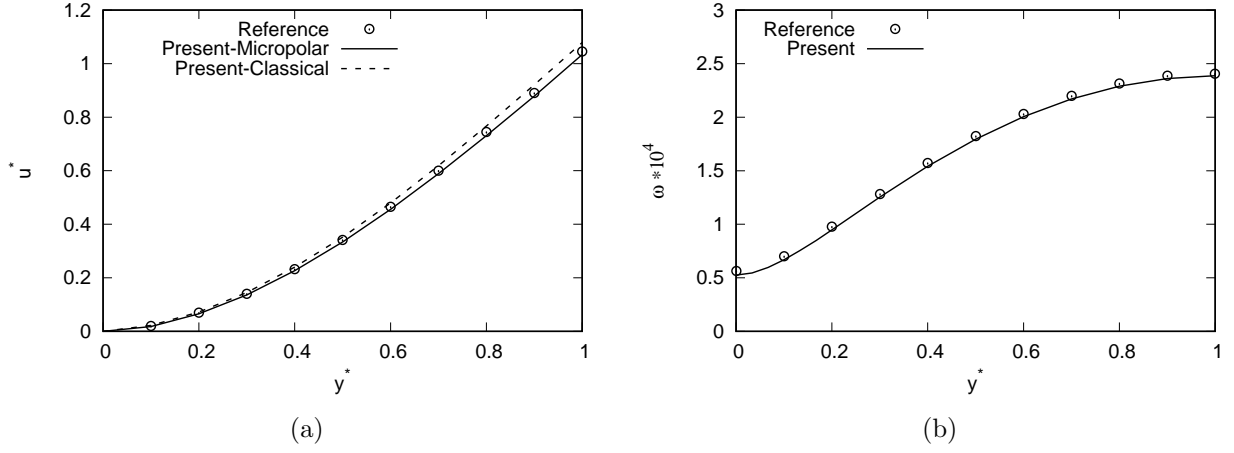 1.2
1
0.8
0.6
0.4
0.2
0
0
0.2
0.4
0.6
0.8
1
u*
y*
Reference
Present-Micropolar
Present-Classical
(a)
3
2.5
2
1.5
1
0.5
0
0
0.2
0.4
0.6
0.8
1
ω *10⁴
y*
Reference
Present
(b)